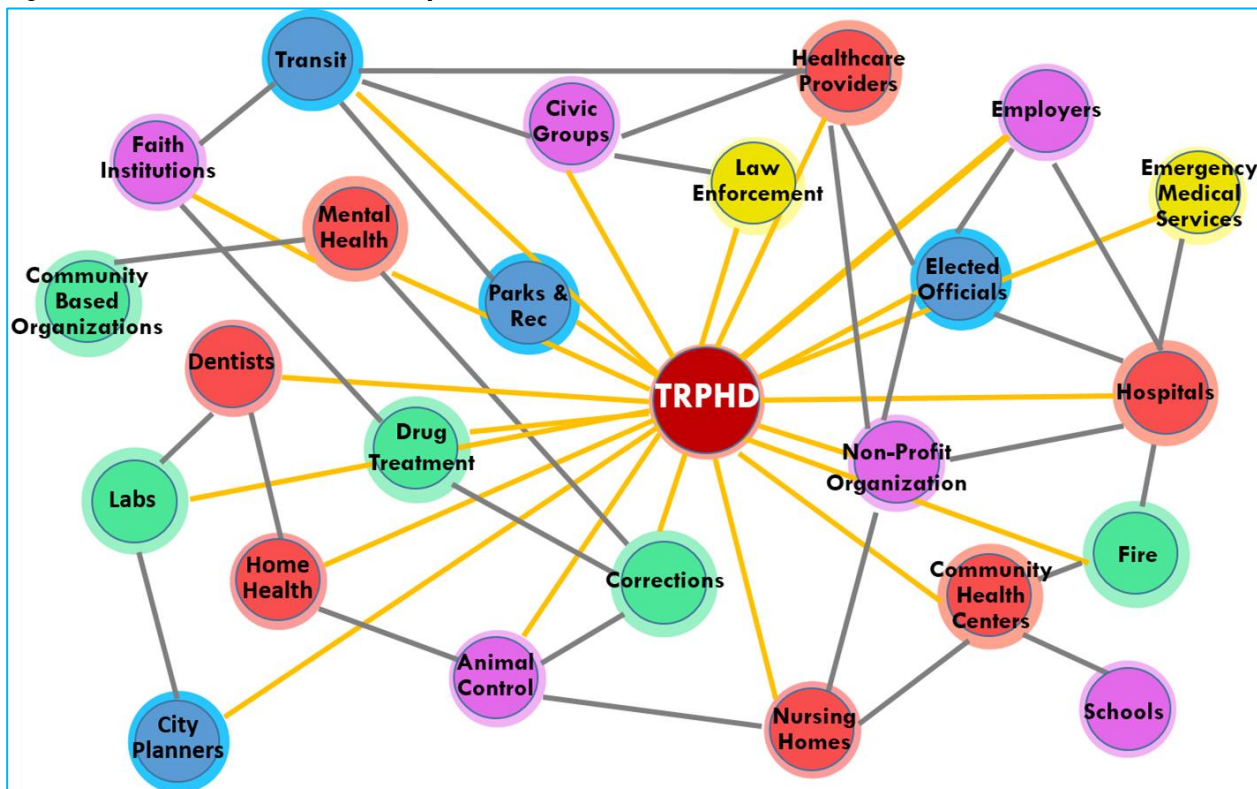 Transit
Healthcare
Providers
Civic
Groups
Employers
Faith
Institutions
Law
Enforcement
Emergency
Medical
Services
Mental
Health
Community
Based
Organizations
Parks &
Rec
Elected
Officials
Dentists
TRPHD
Hospitals
Drug
Treatment
Non-Profit
Organization
Labs
Home
Health
Corrections
Community
Health
Centers
Fire
Animal
Control
City
Planners
Nursing
Homes
Schools